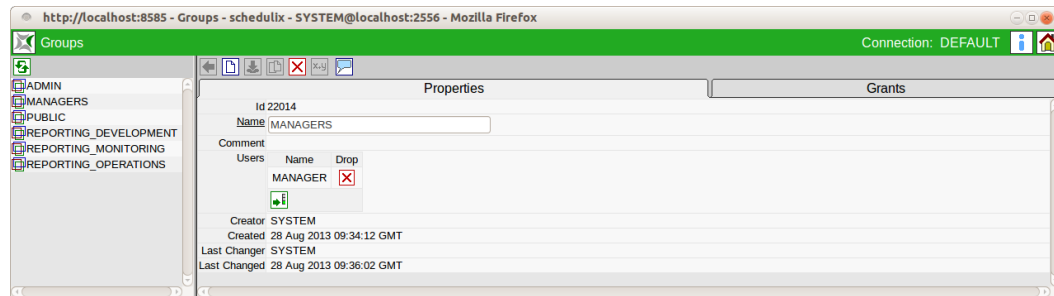 http://localhost:8585 - Groups - schedulix - SYSTEM@localhost:2556 - Mozilla Firefox
Groups Connection: DEFAULT i
x,y
ADMIN
MANAGERS
PUBLIC
REPORTING_DEVELOPMENT
REPORTING_MONITORING
REPORTING_OPERATIONS
Properties Grants
Id 22014
Name MANAGERS
Comment
Users Name Drop
MANAGER
Creator SYSTEM
Created 28 Aug 2013 09:34:12 GMT
Last Changer SYSTEM
Last Changed 28 Aug 2013 09:36:02 GMT